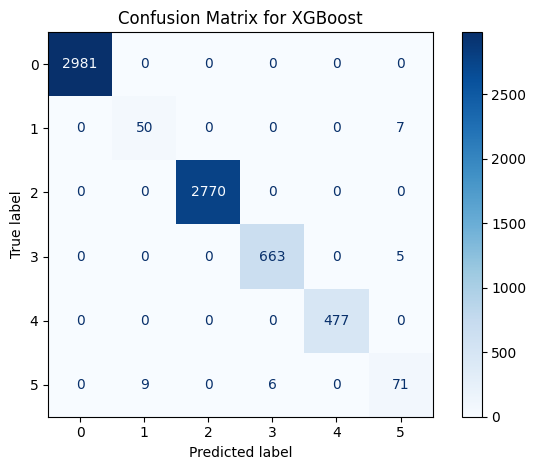 Confusion Matrix for XGBoost
0 2981 0 0 0 0 0
1 0 50 0 0 0 7
2 0 0 2770 0 0 0
3 0 0 0 663 0 5
4 0 0 0 0 477 0
5 0 9 0 6 0 71
0 1 2 3 4 5
Predicted label
True label
2500
2000
1500
1000
500
0